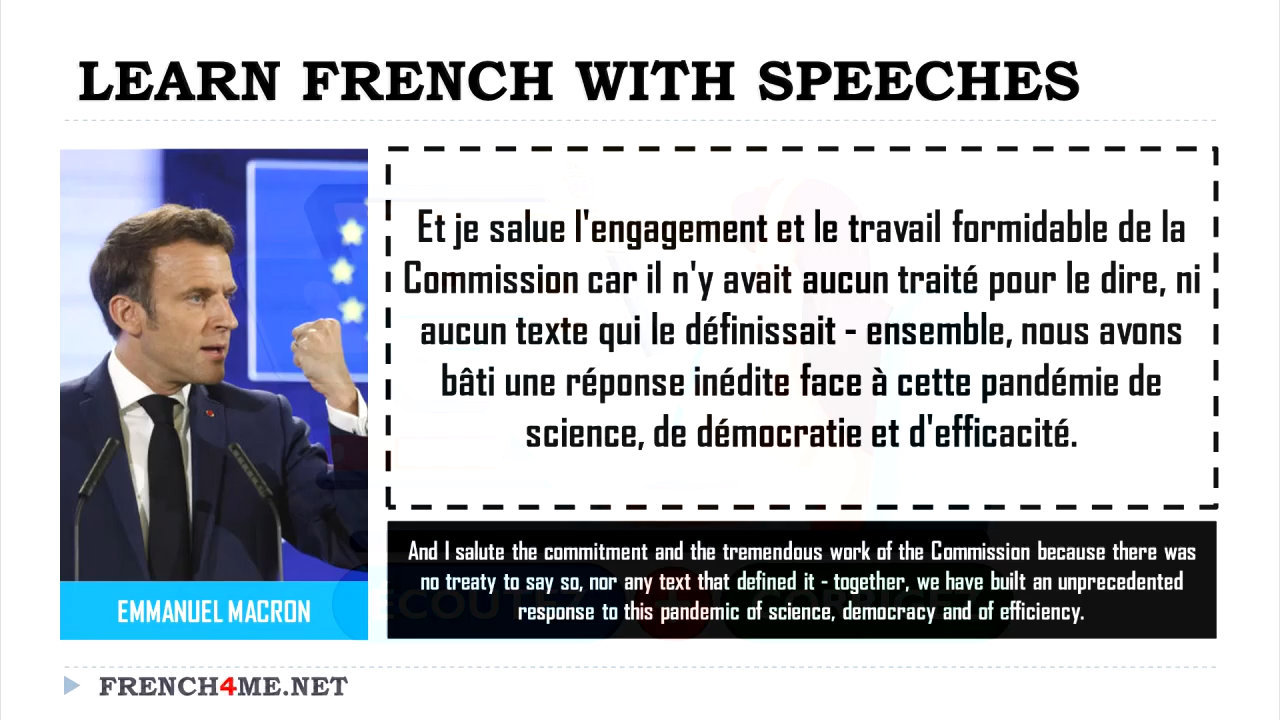 LEARN FRENCH WITH SPEECHES
Et je salue l'engagement et le travail formidable de la
Commission car il n'y avait aucun traité pour le dire, ni
aucun texte qui le définissait - ensemble, nous avons
bâti une réponse inédite face à cette pandémie de
science, de démocratie et d'efficacité.
And I salute the commitment and the tremendous work of the Commission because there was
no treaty to say so, nor any text that defined it - together, we have built an unprecedented
response to this pandemic of science, democracy and of efficiency.
EMMANUEL MACRON
FRENCH4ME.NET